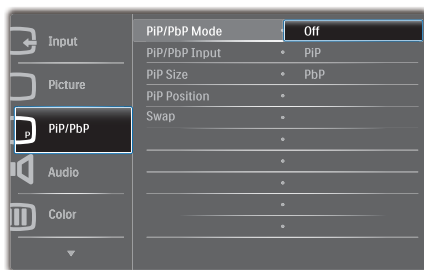 Input
Picture
P
PiP/PbP
Audio
Color
PiP/PbP Mode
PiP/PbP Input
PiP Size
PiP Position
Swap
Off
PiP
PbP